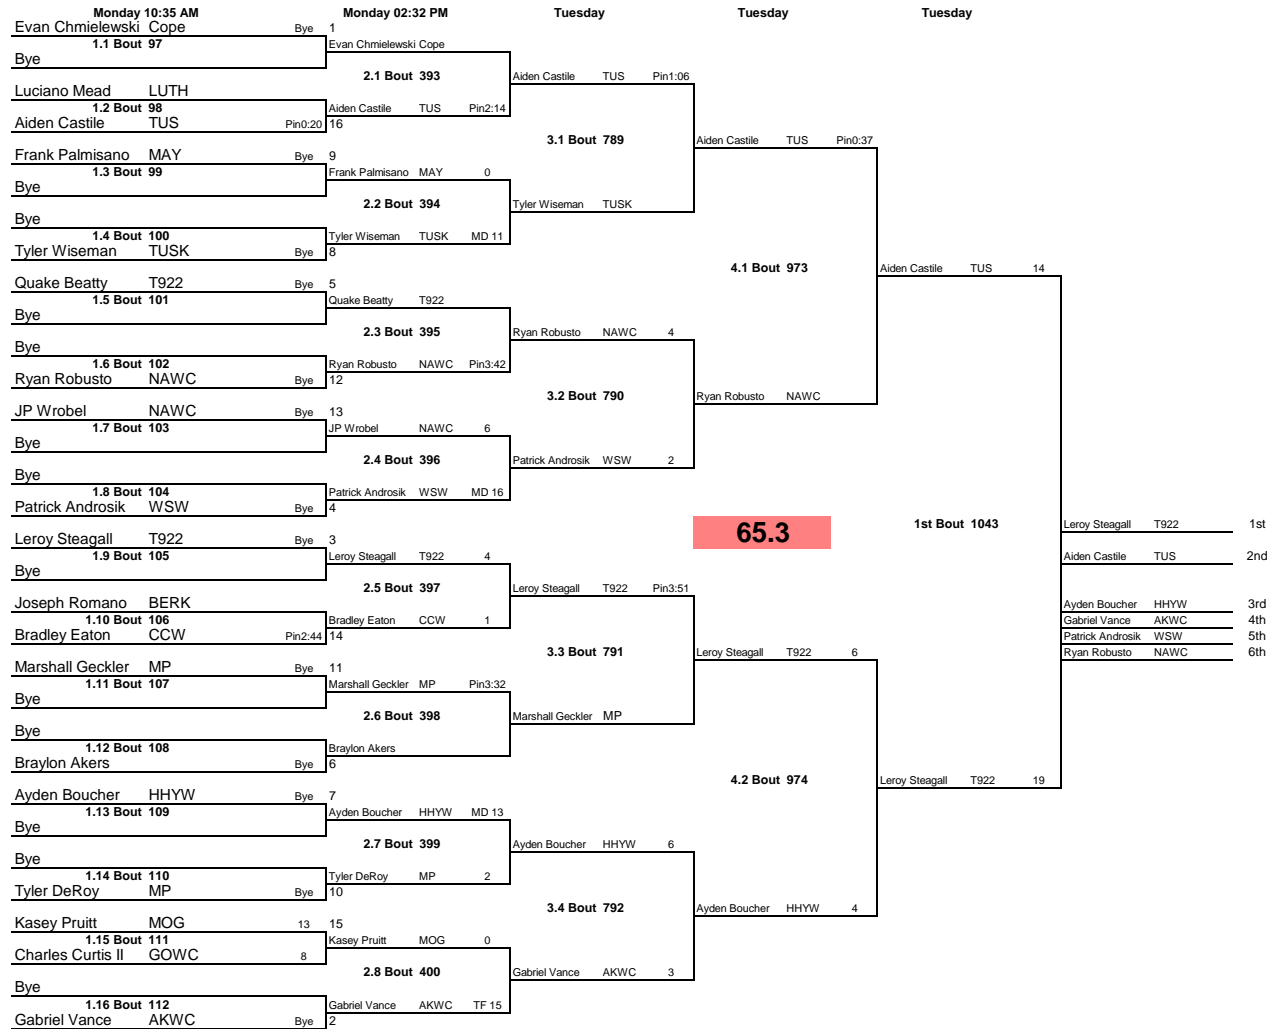 Monday 10:35 AM Monday 02:32 PM Tuesday Tuesday Tuesday
Evan Chmielewski Cope Bye 1
1.1 Bout 97
Evan Chmielewski Cope
Bye
2.1 Bout 393
Aiden Castile TUS Pin1:06
Luciano Mead LUTH
1.2 Bout 98
Aiden Castile TUS Pin2:14
Aiden Castile TUS Pin0:20 16
3.1 Bout 789
Aiden Castile TUS Pin0:37
Frank Palmisano MAY Bye 9
1.3 Bout 99
Frank Palmisano MAY 0
Bye
2.2 Bout 394
Tyler Wiseman TUSK
Bye
1.4 Bout 100
Tyler Wiseman TUSK MD 11
Tyler Wiseman TUSK Bye 8
4.1 Bout 973
Aiden Castile TUS 14
Quake Beatty T922 Bye 5
1.5 Bout 101
Quake Beatty T922
Bye
2.3 Bout 395
Ryan Robusto NAWC 4
Bye
1.6 Bout 102
Ryan Robusto NAWC Pin3:42
Ryan Robusto NAWC Bye 12
3.2 Bout 790
Ryan Robusto NAWC
JP Wrobel NAWC Bye 13
1.7 Bout 103
JP Wrobel NAWC 6
Bye
2.4 Bout 396
Patrick Androsik WSW 2
Bye
1.8 Bout 104
Patrick Androsik WSW MD 16
Patrick Androsik WSW Bye 4
65.3
1st Bout 1043
Leroy Steagall T922 1st
Leroy Steagall T922 Bye 3
1.9 Bout 105
Leroy Steagall T922 4
Aiden Castile TUS 2nd
Bye
2.5 Bout 397
Leroy Steagall T922 Pin3:51
Joseph Romano BERK
Ayden Boucher HHYW 3rd
1.10 Bout 106
Bradley Eaton CCW 1
Gabriel Vance AKWC 4th
Bradley Eaton CCW Pin2:44 14
Patrick Androsik WSW 5th
3.3 Bout 791
Leroy Steagall T922 6
Ryan Robusto NAWC 6th
Marshall Geckler MP Bye 11
1.11 Bout 107
Marshall Geckler MP Pin3:32
Bye
2.6 Bout 398
Marshall Geckler MP
Bye
1.12 Bout 108
Braylon Akers
Braylon Akers Bye 6
4.2 Bout 974
Leroy Steagall T922 19
Ayden Boucher HHYW Bye 7
1.13 Bout 109
Ayden Boucher HHYW MD 13
Bye
2.7 Bout 399
Ayden Boucher HHYW 6
Bye
1.14 Bout 110
Tyler DeRoy MP 2
Tyler DeRoy MP Bye 10
3.4 Bout 792
Ayden Boucher HHYW 4
Kasey Pruitt MOG 13 15
1.15 Bout 111
Kasey Pruitt MOG 0
Charles Curtis II GOWC 8
2.8 Bout 400
Gabriel Vance AKWC 3
Bye
1.16 Bout 112
Gabriel Vance AKWC TF 15
Gabriel Vance AKWC Bye 2